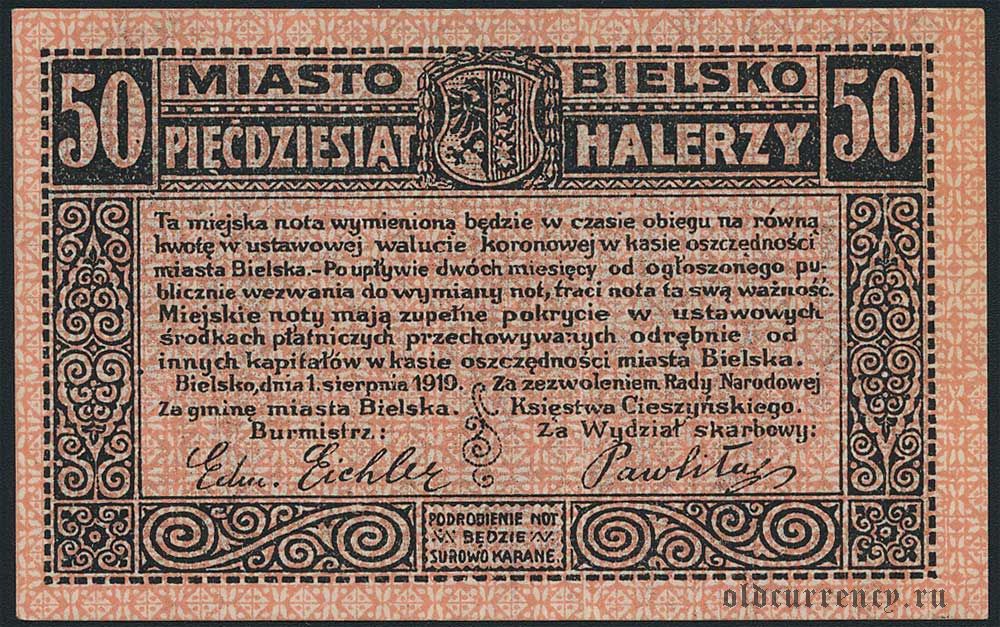 50 MIASTO BIELSKO 50
PIĘĆDZIESIĄT HALERZY
Ta miejska nota wymienioną będzie w czasie obiegu na równą
kwotę w ustawowej walucie koronowej w kasie oszczędności
miasta Bielska.-Po upływie dwóch miesięcy od ogłoszonego pu-
blicznie wezwania do wymiany not, traci nota ta swą ważność.
Miejskie noty mają zupełne pokrycie w ustawowych
środkach płatniczych przechowywanych odrębnie od
innych kapitałów w kasie oszczędności miasta Bielska.
Bielsko, dnia 1. sierpnia 1919. Za zezwoleniem Rady Narodowej
Za gminę miasta Bielska. Księstwa Cieszyńskiego.
Burmistrz.: Za Wydział skarbowy:
Edm. Eichler
PODROBIENIE NOT
BĘDZIE
SUROWO KARANE.
oldcurrency.ru